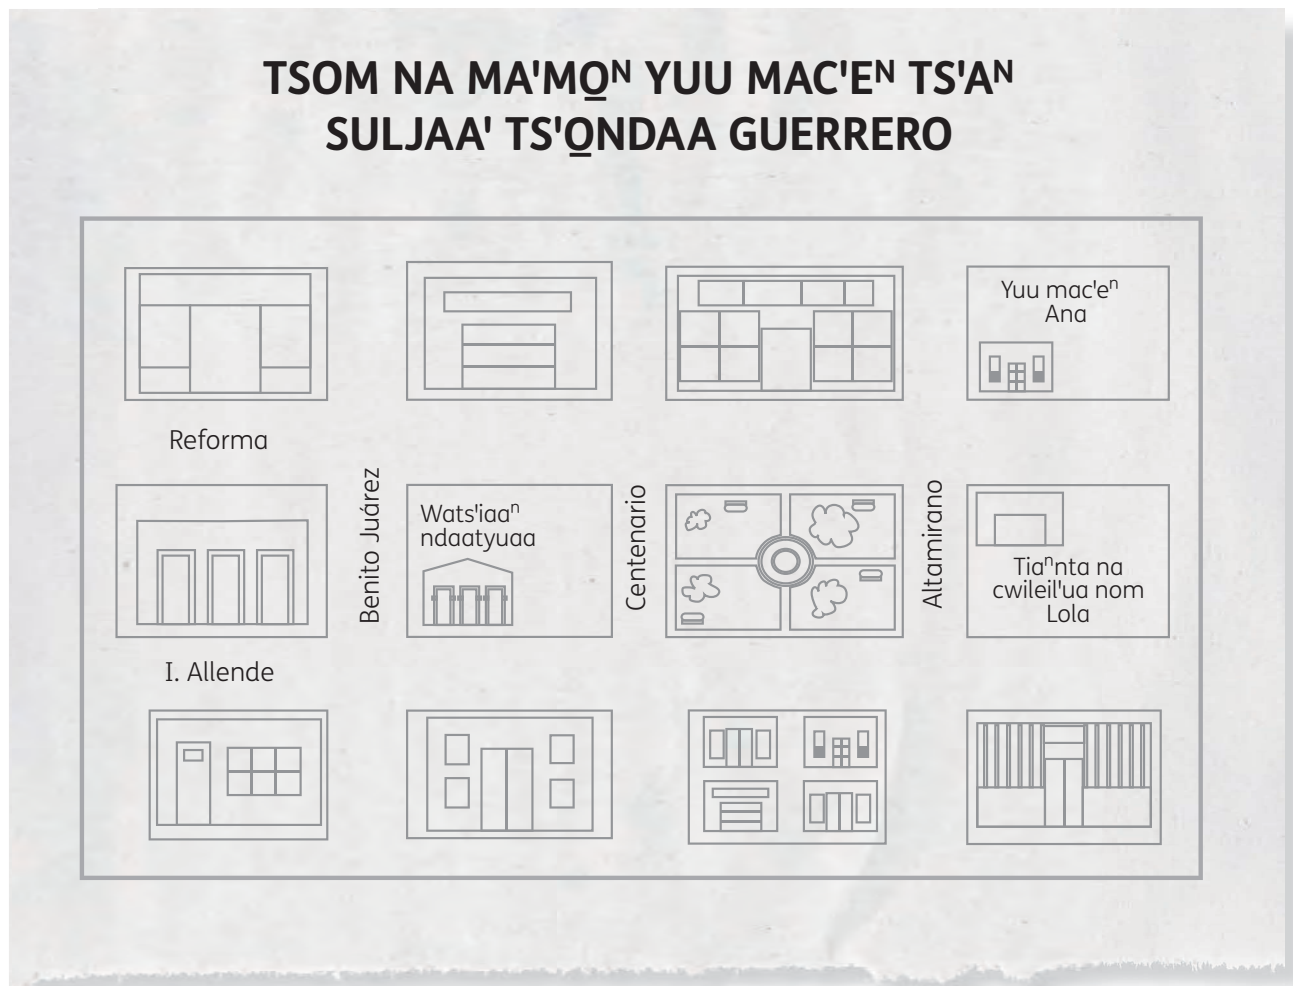 TSOM NA MA'MO̲ᴺ YUU MAC'Eᴺ TS'Aᴺ
SULJAA' TS'O̲NDAA GUERRERO
Yuu mac'eⁿ
Ana
Reforma
Benito Juárez
Wats'iaaⁿ
ndaatyuaa
Centenario
Altamirano
Tiaⁿnta na
cwileil'ua nom
Lola
I. Allende